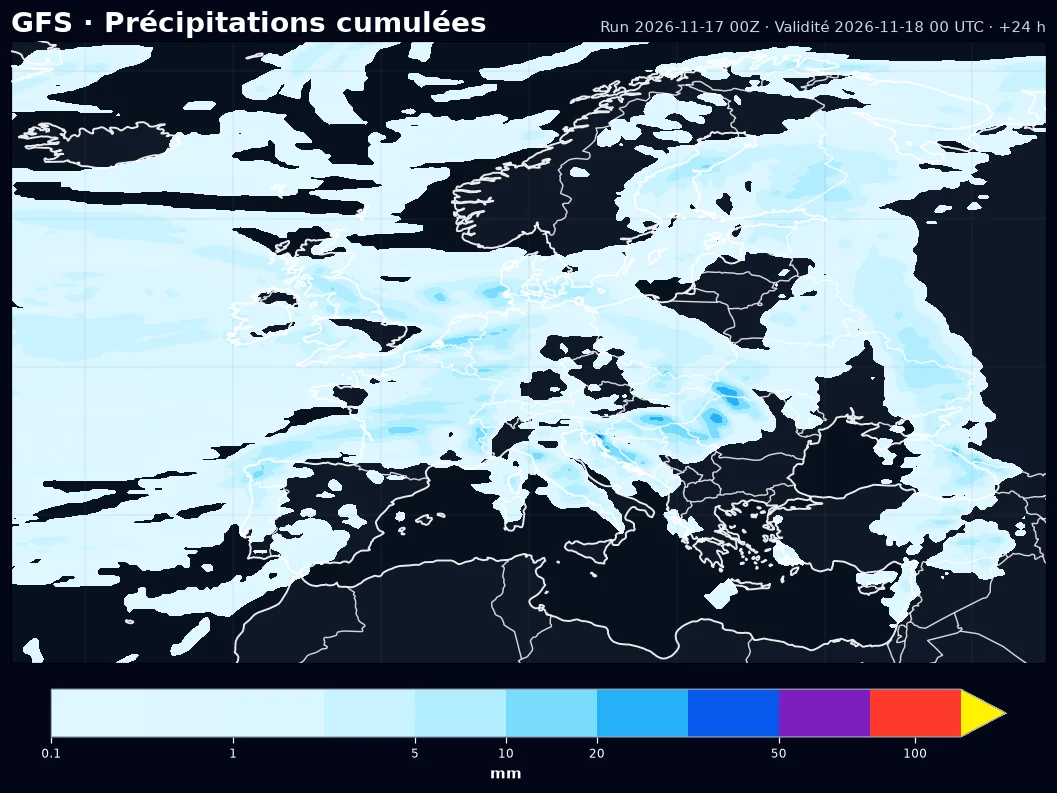 GFS · Précipitations cumulées
Run 2026-11-17 00Z · Validité 2026-11-18 00 UTC · +24 h
0.1 1 5 10 20 50 100
mm